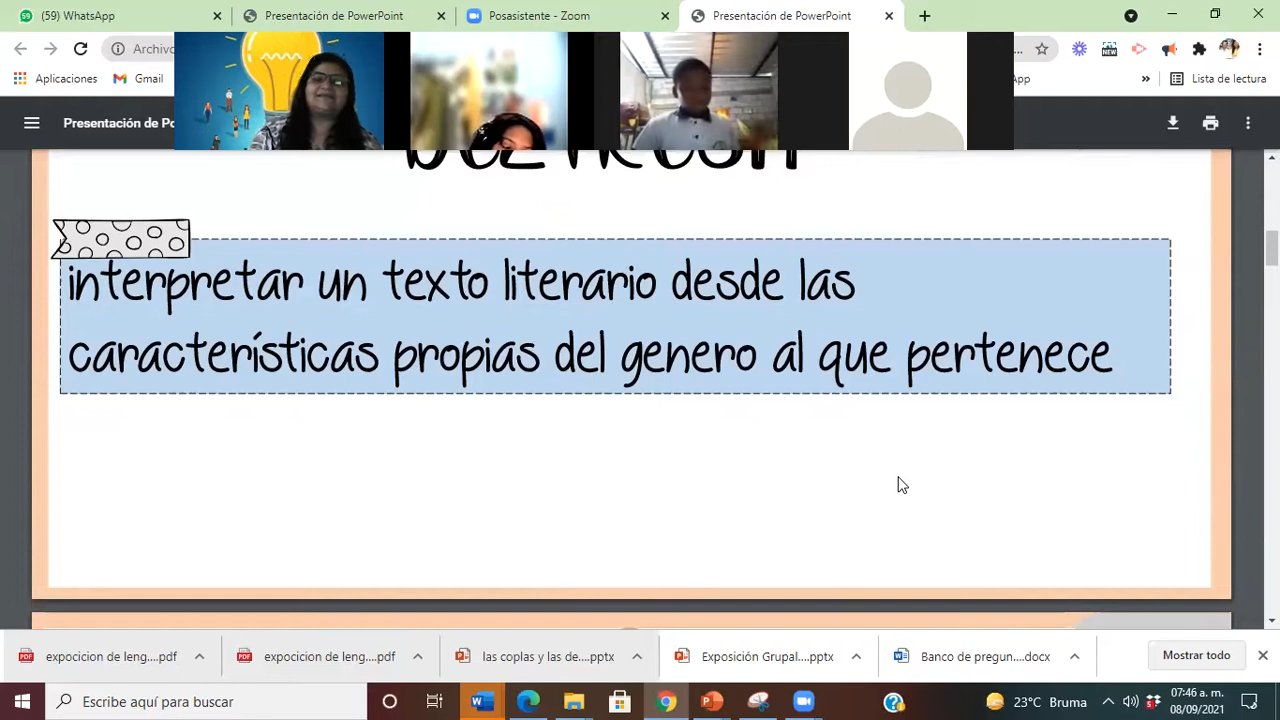 (59) WhatsApp
Presentación de PowerPoint
Posasistente - Zoom
Presentación de PowerPoint
Archivo
NEW
App
Aplicaciones
Gmail
Lista de lectura
Presentación de Po
interpretar un texto literario desde las
características propias del genero al que pertenece
expocicion de leng....pdf
expocicion de leng....pdf
las coplas y las de....pptx
Exposición Grupal....pptx
Banco de pregun....docx
Mostrar todo
Escribe aquí para buscar
23°C Bruma
07:46 a. m.
08/09/2021